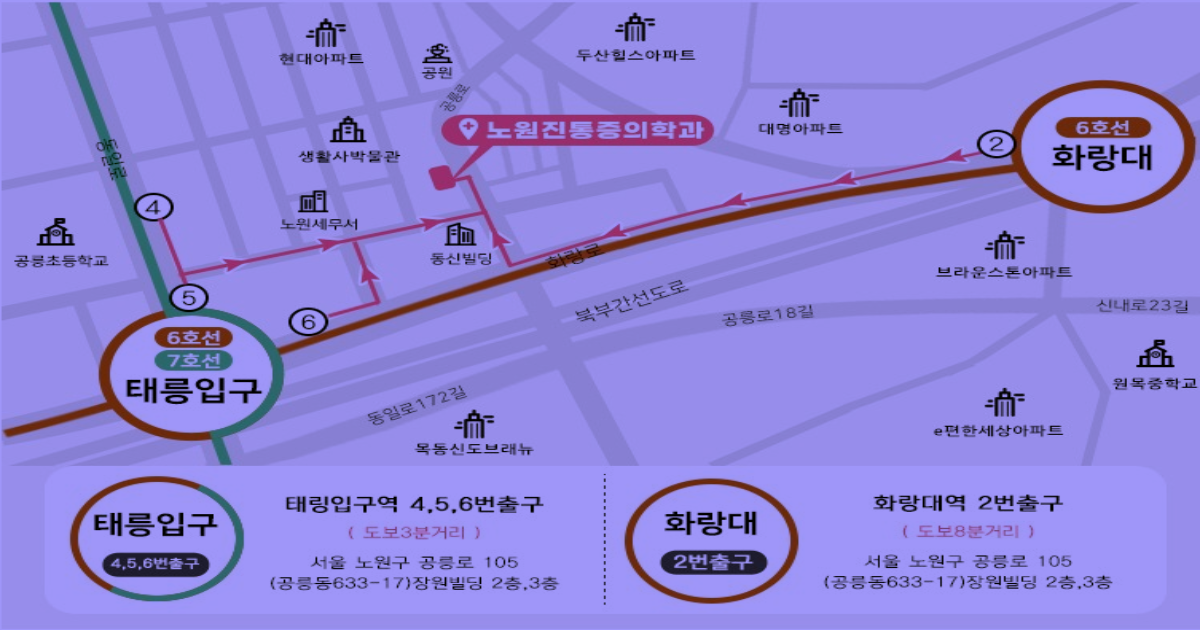 현대아파트
공원
두산힐스아파트
공릉로
대명아파트
노원진통증의학과
6호선
화랑대
2
생활사박물관
동일로
4
노원세무서
공릉초등학교
동신빌딩
화랑로
브라운스톤아파트
5
6
북부간선도로
공릉로18길
신내로23길
6호선
7호선
태릉입구
원목중학교
동일로172길
e편한세상아파트
목동신도브래뉴
태릉입구
4,5,6번출구
태링입구역 4,5,6번출구
( 도보3분거리 )
서울 노원구 공릉로 105
(공릉동633-17)장원빌딩 2층,3층
화랑대
2번출구
화랑대역 2번출구
( 도보8분거리 )
서울 노원구 공릉로 105
(공릉동633-17)장원빌딩 2층,3층